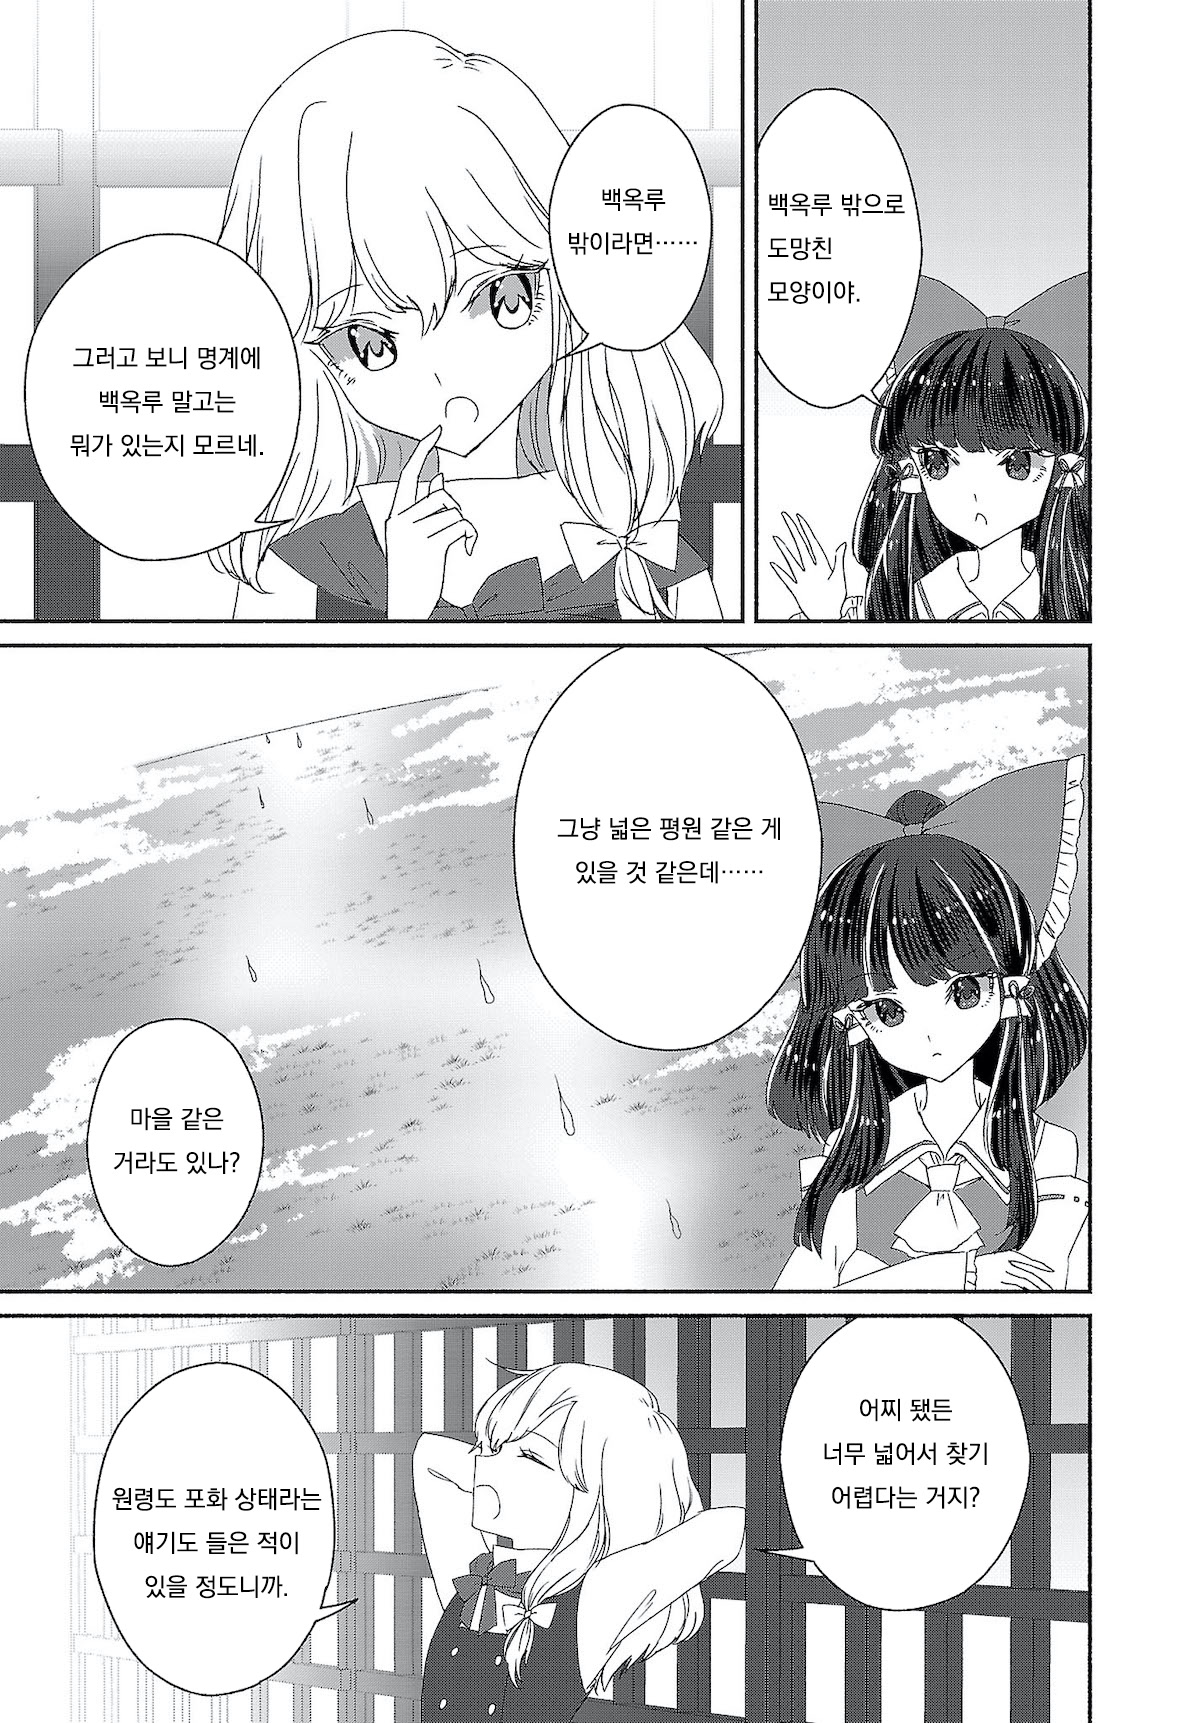 백옥루 밖으로
도망친
모양이야.
백옥루
밖이라면……
그러고 보니 명계에
백옥루 말고는
뭐가 있는지 모르네.
그냥 넓은 평원 같은 게
있을 것 같은데……
마을 같은
거라도 있나?
어찌 됐든
너무 넓어서 찾기
어렵다는 거지?
원령도 포화 상태라는
얘기도 들은 적이
있을 정도니까.